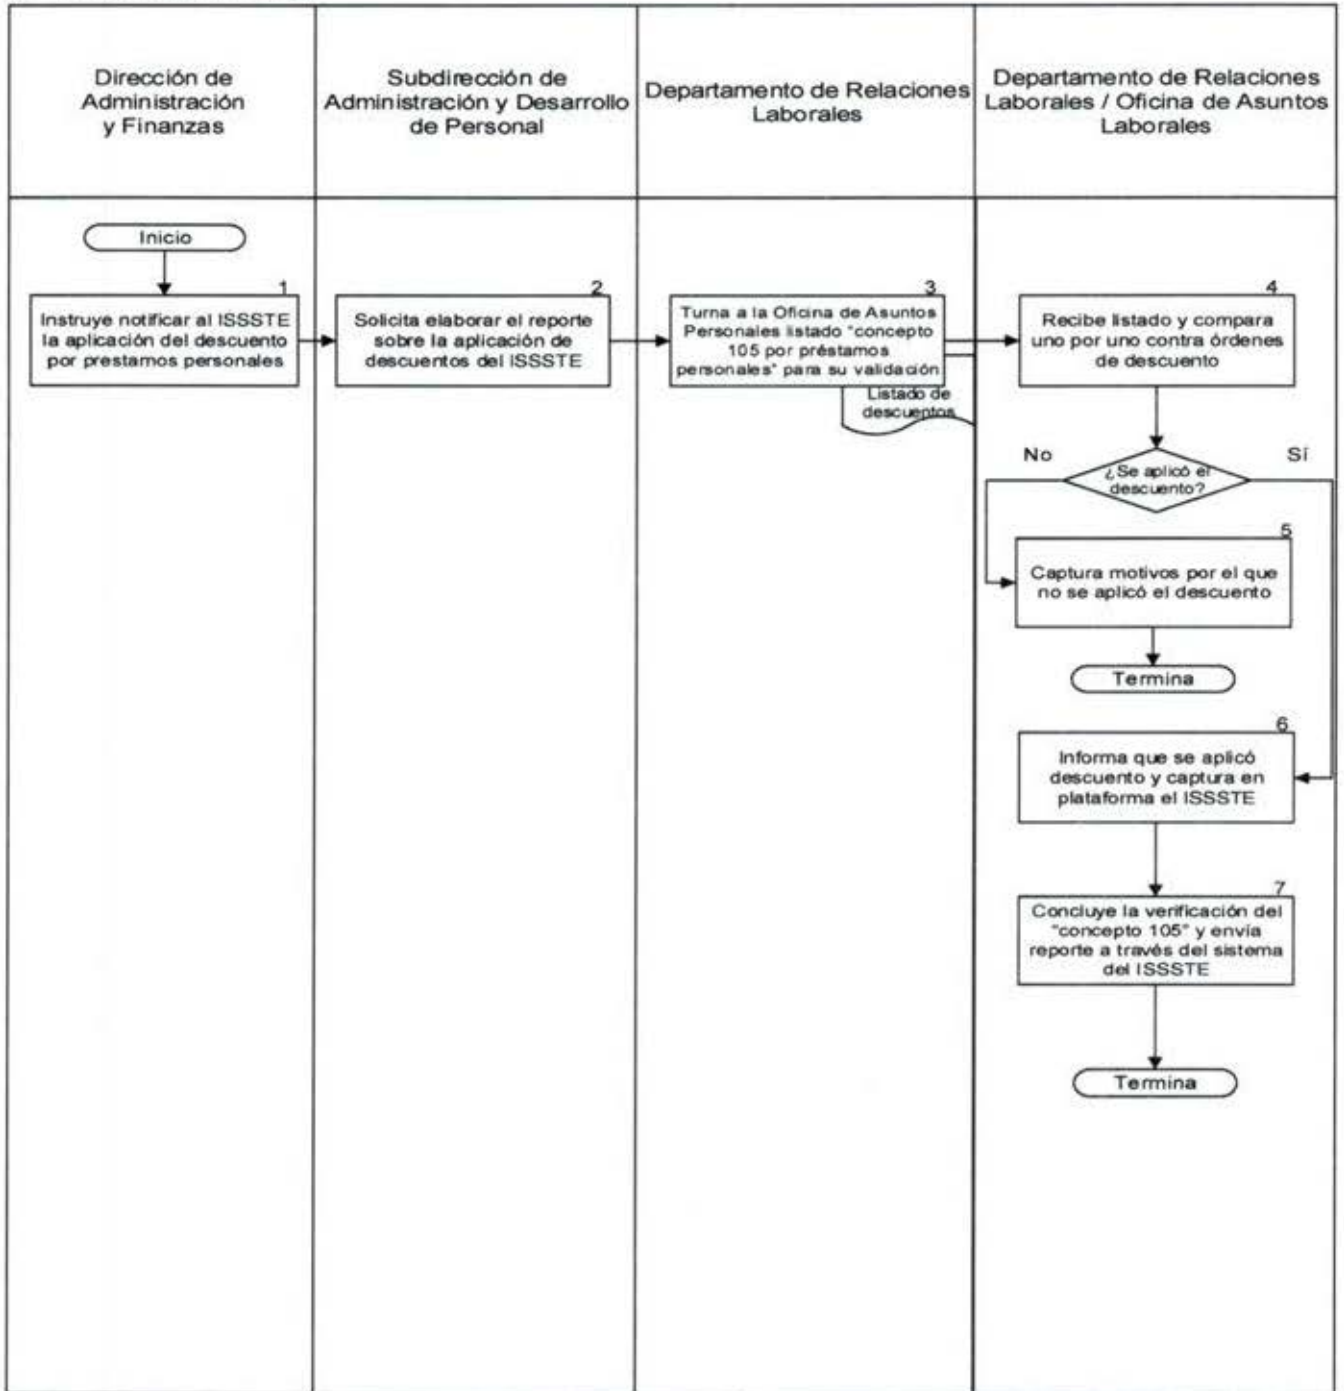 Dirección de
Administración
y Finanzas
Subdirección de
Administración y Desarrollo
de Personal
Departamento de Relaciones
Laborales
Departamento de Relaciones
Laborales / Oficina de Asuntos
Laborales
Inicio
1
Instruye notificar al ISSSTE
la aplicación del descuento
por prestamos personales
2
Solicita elaborar el reporte
sobre la aplicación de
descuentos del ISSSTE
3
Turna a la Oficina de Asuntos
Personales listado "concepto
105 por préstamos
personales" para su validación
Listado de
descuentos
4
Recibe listado y compara
uno por uno contra órdenes
de descuento
No
¿Se aplicó el
descuento?
Sí
5
Captura motivos por el que
no se aplicó el descuento
Termina
6
Informa que se aplicó
descuento y captura en
plataforma el ISSSTE
7
Concluye la verificación del
"concepto 105" y envía
reporte a través del sistema
del ISSSTE
Termina